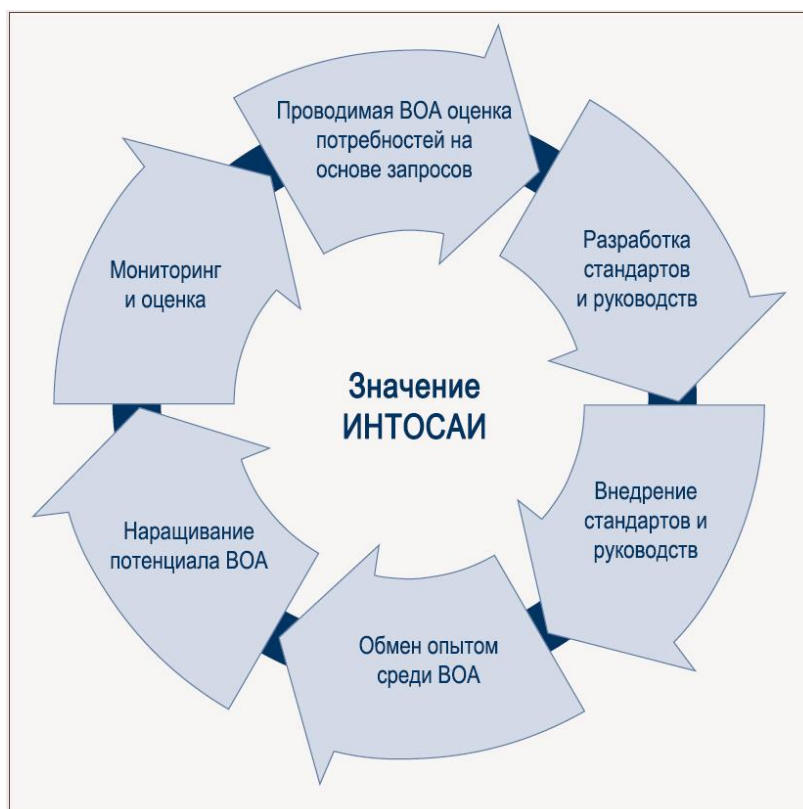 Проводимая ВОА оценка
потребностей на
основе запросов
Разработка
стандартов
и руководств
Внедрение
стандартов и
руководств
Обмен опытом
среди ВОА
Наращивание
потенциала ВОА
Мониторинг
и оценка
Значение
ИНТОСАИ